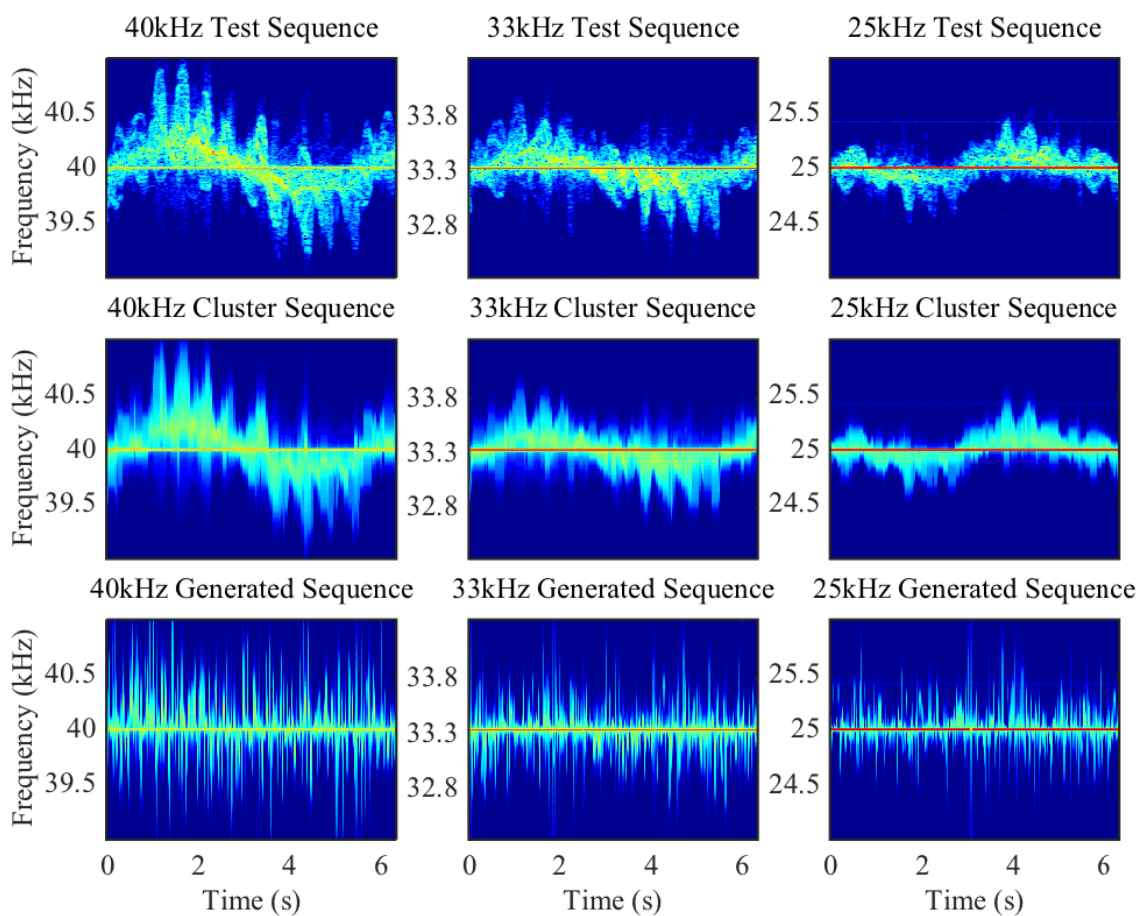 40kHz Test Sequence
33kHz Test Sequence
25kHz Test Sequence
Frequency (kHz)
40.5
40
39.5
33.8
33.3
32.8
25.5
25
24.5
40kHz Cluster Sequence
33kHz Cluster Sequence
25kHz Cluster Sequence
Frequency (kHz)
40.5
40
39.5
33.8
33.3
32.8
25.5
25
24.5
40kHz Generated Sequence
33kHz Generated Sequence
25kHz Generated Sequence
Frequency (kHz)
40.5
40
39.5
33.8
33.3
32.8
25.5
25
24.5
0 2 4 6
0 2 4 6
0 2 4 6
Time (s)
Time (s)
Time (s)